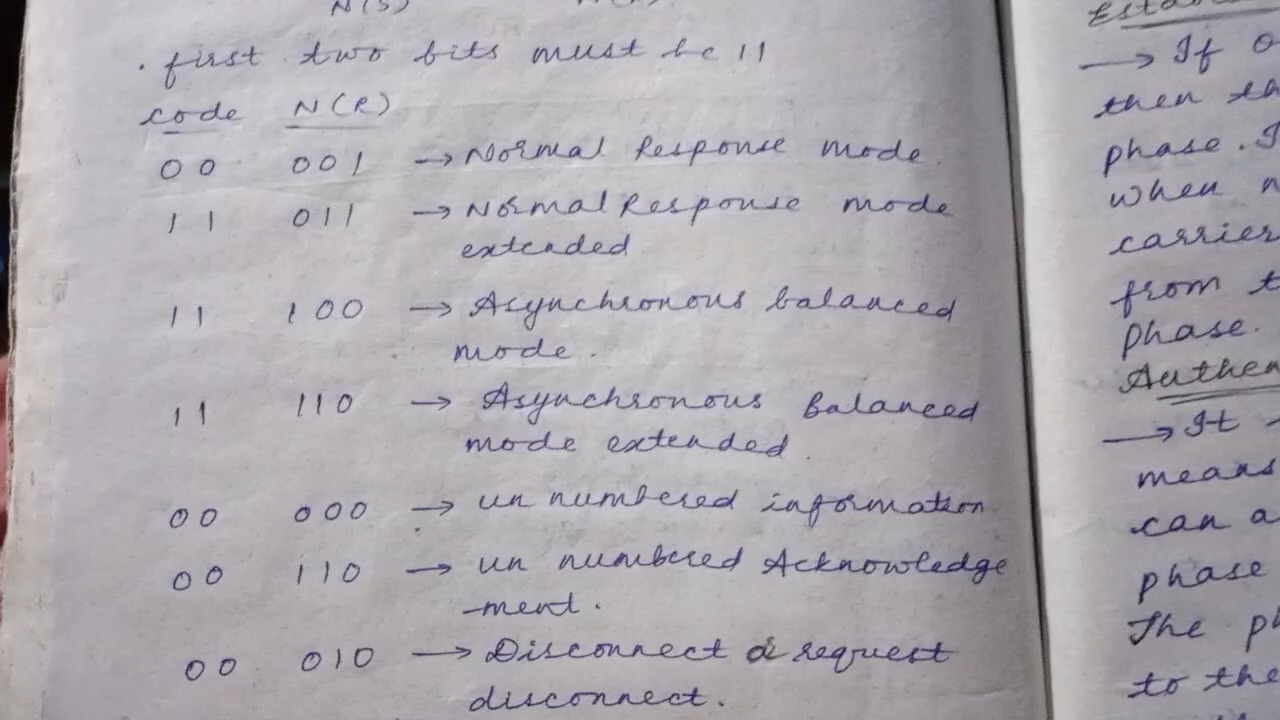 N(S)
. first two bits must be 11
code N(R)
00 001 → Normal Response mode.
11 011 → Normal Response mode
extended
11 100 → Asynchronous balanced
mode.
11 110 → Asynchronous Balanced
mode extended.
00 000 → un numbered information.
00 110 → un numbered Acknowledge
-ment.
00 010 → Disconnect or request
disconnect.
→ If
then
phase.
when
carrier
from
phase.
→ It
means
can a
phase
The
to the